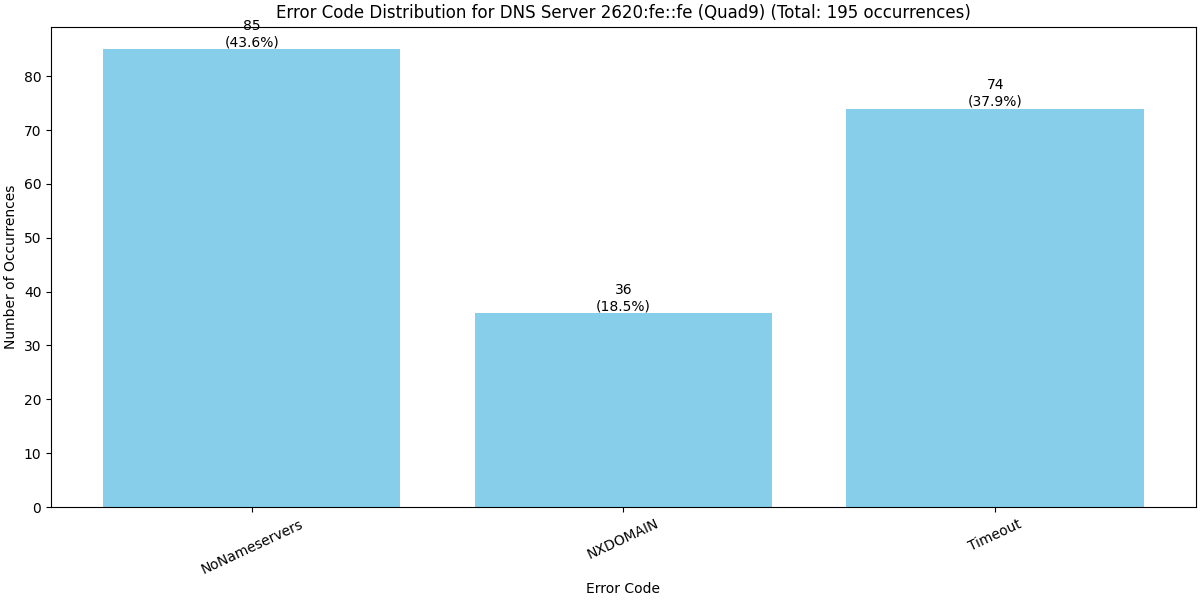 Error Code Distribution for DNS Server 2620:fe::fe (Quad9) (Total: 195 occurrences)
85
(43.6%)
36
(18.5%)
74
(37.9%)
Number of Occurrences
80
70
60
50
40
30
20
10
0
NoNameservers
NXDOMAIN
Timeout
Error Code